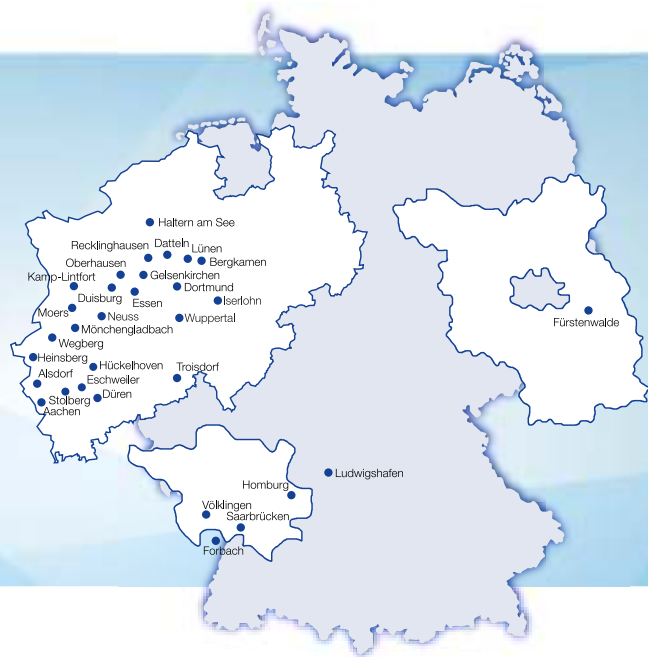 Haltern am See
Recklinghausen
Datteln
Lünen
Oberhausen
Bergkamen
Kamp-Lintfort
Gelsenkirchen
Dortmund
Duisburg
Essen
Iserlohn
Moers
Neuss
Wuppertal
Mönchengladbach
Wegberg
Heinsberg
Hückelhoven
Troisdorf
Alsdorf
Eschweiler
Stolberg
Düren
Aachen
Fürstenwalde
Ludwigshafen
Homburg
Völklingen
Saarbrücken
Forbach